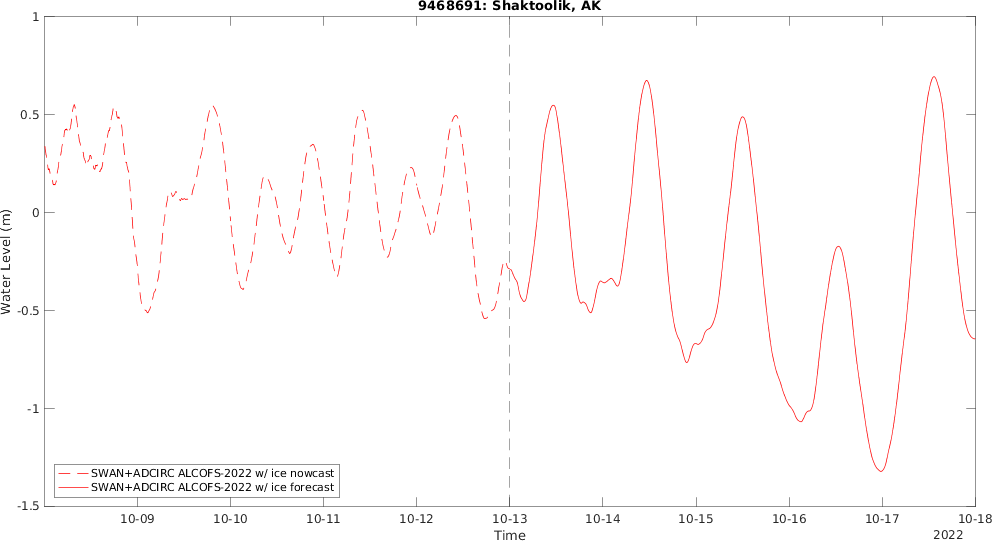 9468691: Shaktoolik, AK
Water Level (m)
1
0.5
0
-0.5
-1
-1.5
SWAN+ADCIRC ALCOFS-2022 w/ ice nowcast
SWAN+ADCIRC ALCOFS-2022 w/ ice forecast
10-09 10-10 10-11 10-12 10-13 10-14 10-15 10-16 10-17 10-18
Time
2022